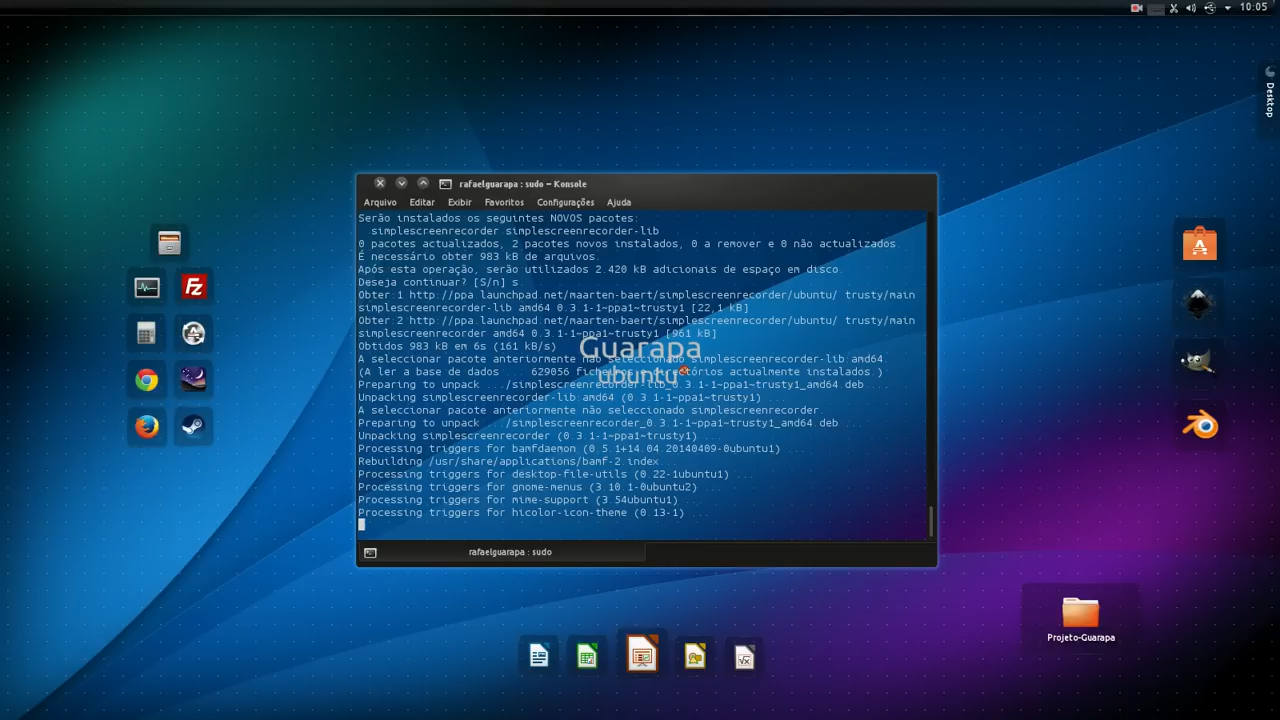 10:05
Desktop
rafaelguarapa : sudo – Konsole
Arquivo Editar Exibir Favoritos Configurações Ajuda
Serão instalados os seguintes NOVOS pacotes:
simplescreenrecorder simplescreenrecorder-lib
0 pacotes actualizados, 2 pacotes novos instalados, 0 a remover e 0 não actualizados.
É necessário obter 983 kB de arquivos.
Após esta operação, serão utilizados 2.420 kB adicionais de espaço em disco.
Deseja continuar? [S/n] s
Obter:1 http://ppa.launchpad.net/maarten-baert/simplescreenrecorder/ubuntu/ trusty/main
simplescreenrecorder-lib amd64 0.3.1-1~ppa1~trusty1 [22,1 kB]
Obter:2 http://ppa.launchpad.net/maarten-baert/simplescreenrecorder/ubuntu/ trusty/main
simplescreenrecorder amd64 0.3.1-1~ppa1~trusty1 [961 kB]
Obtidos 983 kB em 6s (161 kB/s)
Guarapa
A seleccionar pacote anteriormente não seleccionado simplescreenrecorder-lib:amd64.
(A ler a base de dados ... 629056 ficheiros e directórios actualmente instalados.)
ubuntu
Preparing to unpack .../simplescreenrecorder-lib_0.3.1-1~ppa1~trusty1_amd64.deb ...
Unpacking simplescreenrecorder-lib:amd64 (0.3.1-1~ppa1~trusty1) ...
A seleccionar pacote anteriormente não seleccionado simplescreenrecorder.
Preparing to unpack .../simplescreenrecorder_0.3.1-1~ppa1~trusty1_amd64.deb ...
Unpacking simplescreenrecorder (0.3.1-1~ppa1~trusty1) ...
Processing triggers for bamfdaemon (0.5.1+14.04.20140409-0ubuntu1) ...
Rebuilding /usr/share/applications/bamf-2.index...
Processing triggers for desktop-file-utils (0.22-1ubuntu1) ...
Processing triggers for gnome-menus (3.10.1-0ubuntu2) ...
Processing triggers for mime-support (3.54ubuntu1) ...
Processing triggers for hicolor-icon-theme (0.13-1) ...
rafaelguarapa : sudo
Projeto-Guarapa